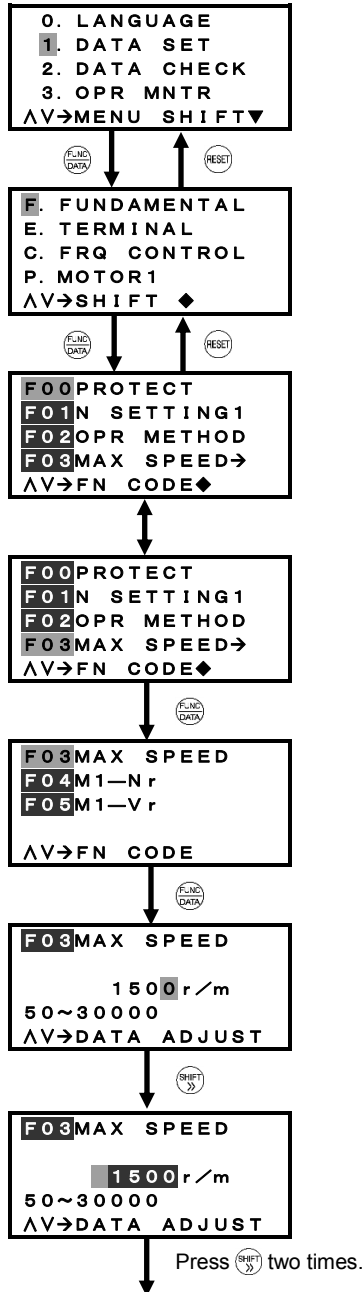 0. LANGUAGE
1. DATA SET
2. DATA CHECK
3. OPR MNTR
∧∨→MENU SHIFT▼
FUNC DATA
RESET
F. FUNDAMENTAL
E. TERMINAL
C. FRQ CONTROL
P. MOTOR1
∧∨→SHIFT ◆
FUNC DATA
RESET
F00PROTECT
F01N SETTING1
F02OPR METHOD
F03MAX SPEED→
∧∨→FN CODE◆
F00PROTECT
F01N SETTING1
F02OPR METHOD
F03MAX SPEED→
∧∨→FN CODE◆
FUNC DATA
F03MAX SPEED
F04M1—Nr
F05M1—Vr
∧∨→FN CODE
FUNC DATA
F03MAX SPEED
1500r/m
50~30000
∧∨→DATA ADJUST
SHIFT »
F03MAX SPEED
1500r/m
50~30000
∧∨→DATA ADJUST
Press SHIFT » two times.